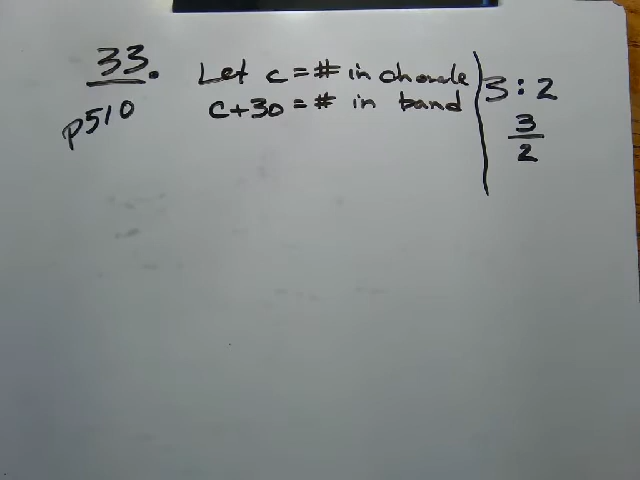 33.
p510
Let c = # in chorale
c+30 = # in band
3:2
3
2